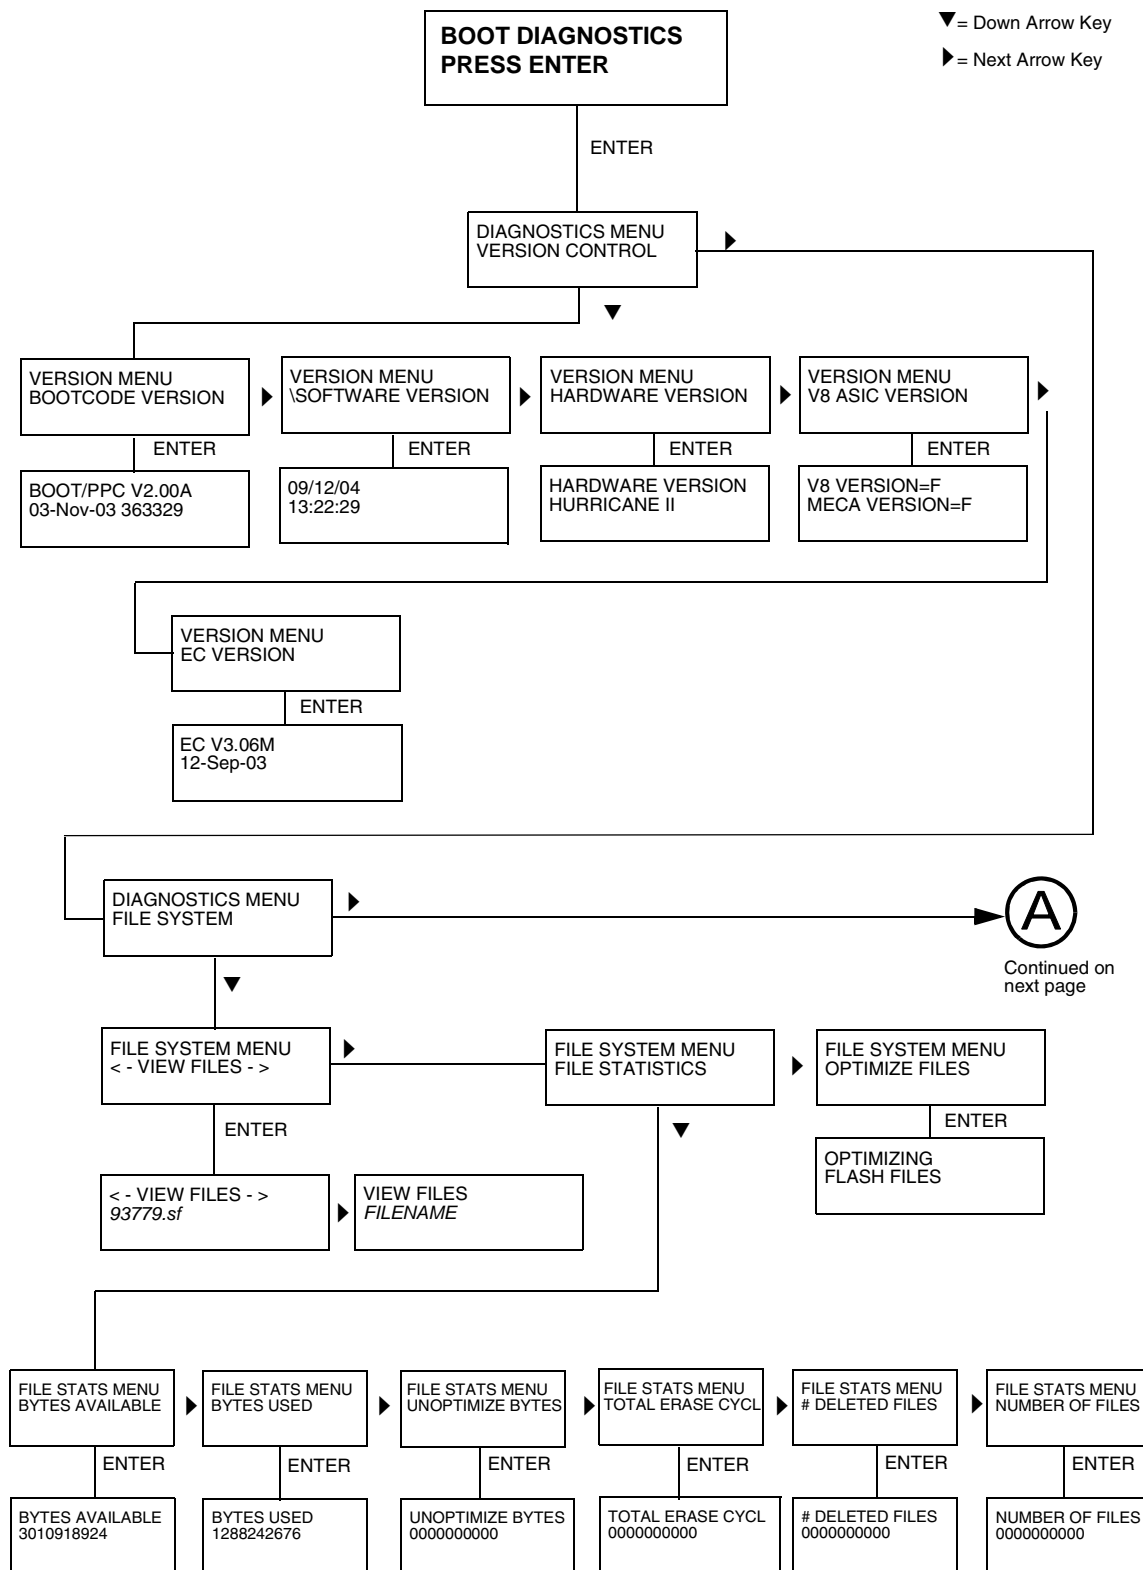 BOOT DIAGNOSTICS
PRESS ENTER
▼= Down Arrow Key
▶= Next Arrow Key
ENTER
DIAGNOSTICS MENU
VERSION CONTROL
VERSION MENU
BOOTCODE VERSION
VERSION MENU
\SOFTWARE VERSION
VERSION MENU
HARDWARE VERSION
VERSION MENU
V8 ASIC VERSION
ENTER
ENTER
ENTER
ENTER
BOOT/PPC V2.00A
03-Nov-03 363329
09/12/04
13:22:29
HARDWARE VERSION
HURRICANE II
V8 VERSION=F
MECA VERSION=F
VERSION MENU
EC VERSION
ENTER
EC V3.06M
12-Sep-03
DIAGNOSTICS MENU
FILE SYSTEM
A
Continued on
next page
FILE SYSTEM MENU
< - VIEW FILES - >
FILE SYSTEM MENU
FILE STATISTICS
FILE SYSTEM MENU
OPTIMIZE FILES
ENTER
ENTER
OPTIMIZING
FLASH FILES
< - VIEW FILES - >
93779.sf
VIEW FILES
FILENAME
FILE STATS MENU
BYTES AVAILABLE
FILE STATS MENU
BYTES USED
FILE STATS MENU
UNOPTIMIZE BYTES
FILE STATS MENU
TOTAL ERASE CYCL
FILE STATS MENU
# DELETED FILES
FILE STATS MENU
NUMBER OF FILES
ENTER
ENTER
ENTER
ENTER
ENTER
ENTER
BYTES AVAILABLE
3010918924
BYTES USED
1288242676
UNOPTIMIZE BYTES
0000000000
TOTAL ERASE CYCL
0000000000
# DELETED FILES
0000000000
NUMBER OF FILES
0000000000